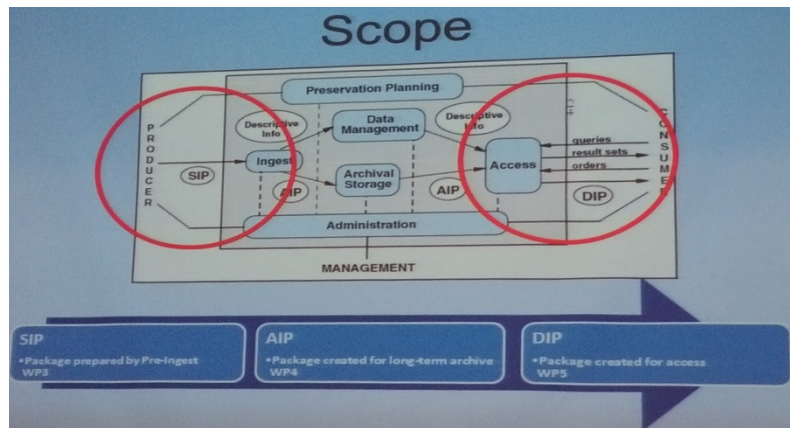 Scope
Preservation Planning
PRODUCER
SIP
Descriptive
Info
Ingest
AIP
Data
Management
Archival
Storage
Descriptive
Info
AIP
Access
queries
result sets
orders
DIP
CONSUMER
Administration
MANAGEMENT
SIP
•Package prepared by Pre-Ingest
WP3
AIP
•Package created for long-term archive
WP4
DIP
•Package created for access
WP5